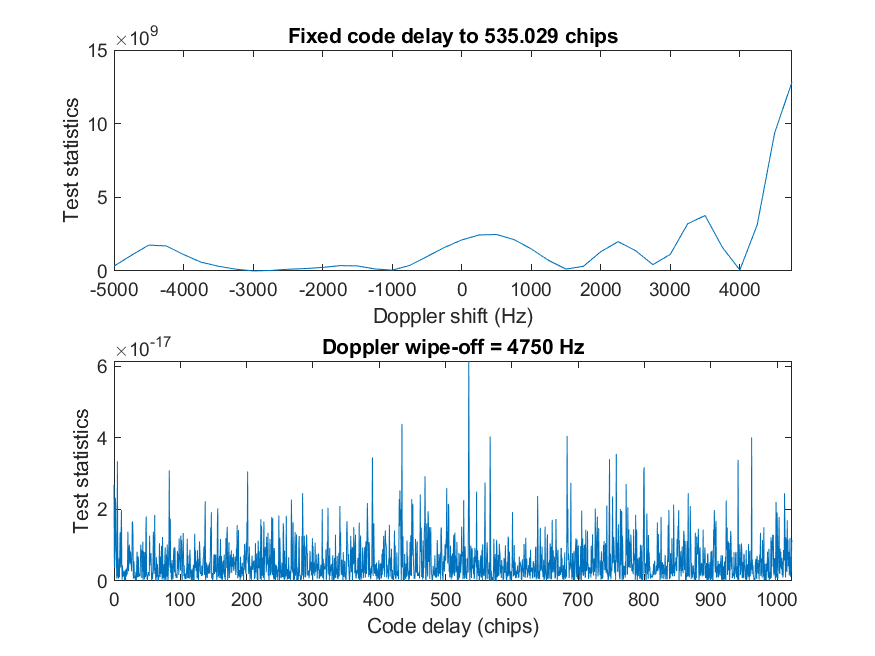 Fixed code delay to 535.029 chips
×10^9
15
10
5
0
Test statistics
-5000 -4000 -3000 -2000 -1000 0 1000 2000 3000 4000
Doppler shift (Hz)
Doppler wipe-off = 4750 Hz
×10^-17
6
4
2
0
Test statistics
0 100 200 300 400 500 600 700 800 900 1000
Code delay (chips)